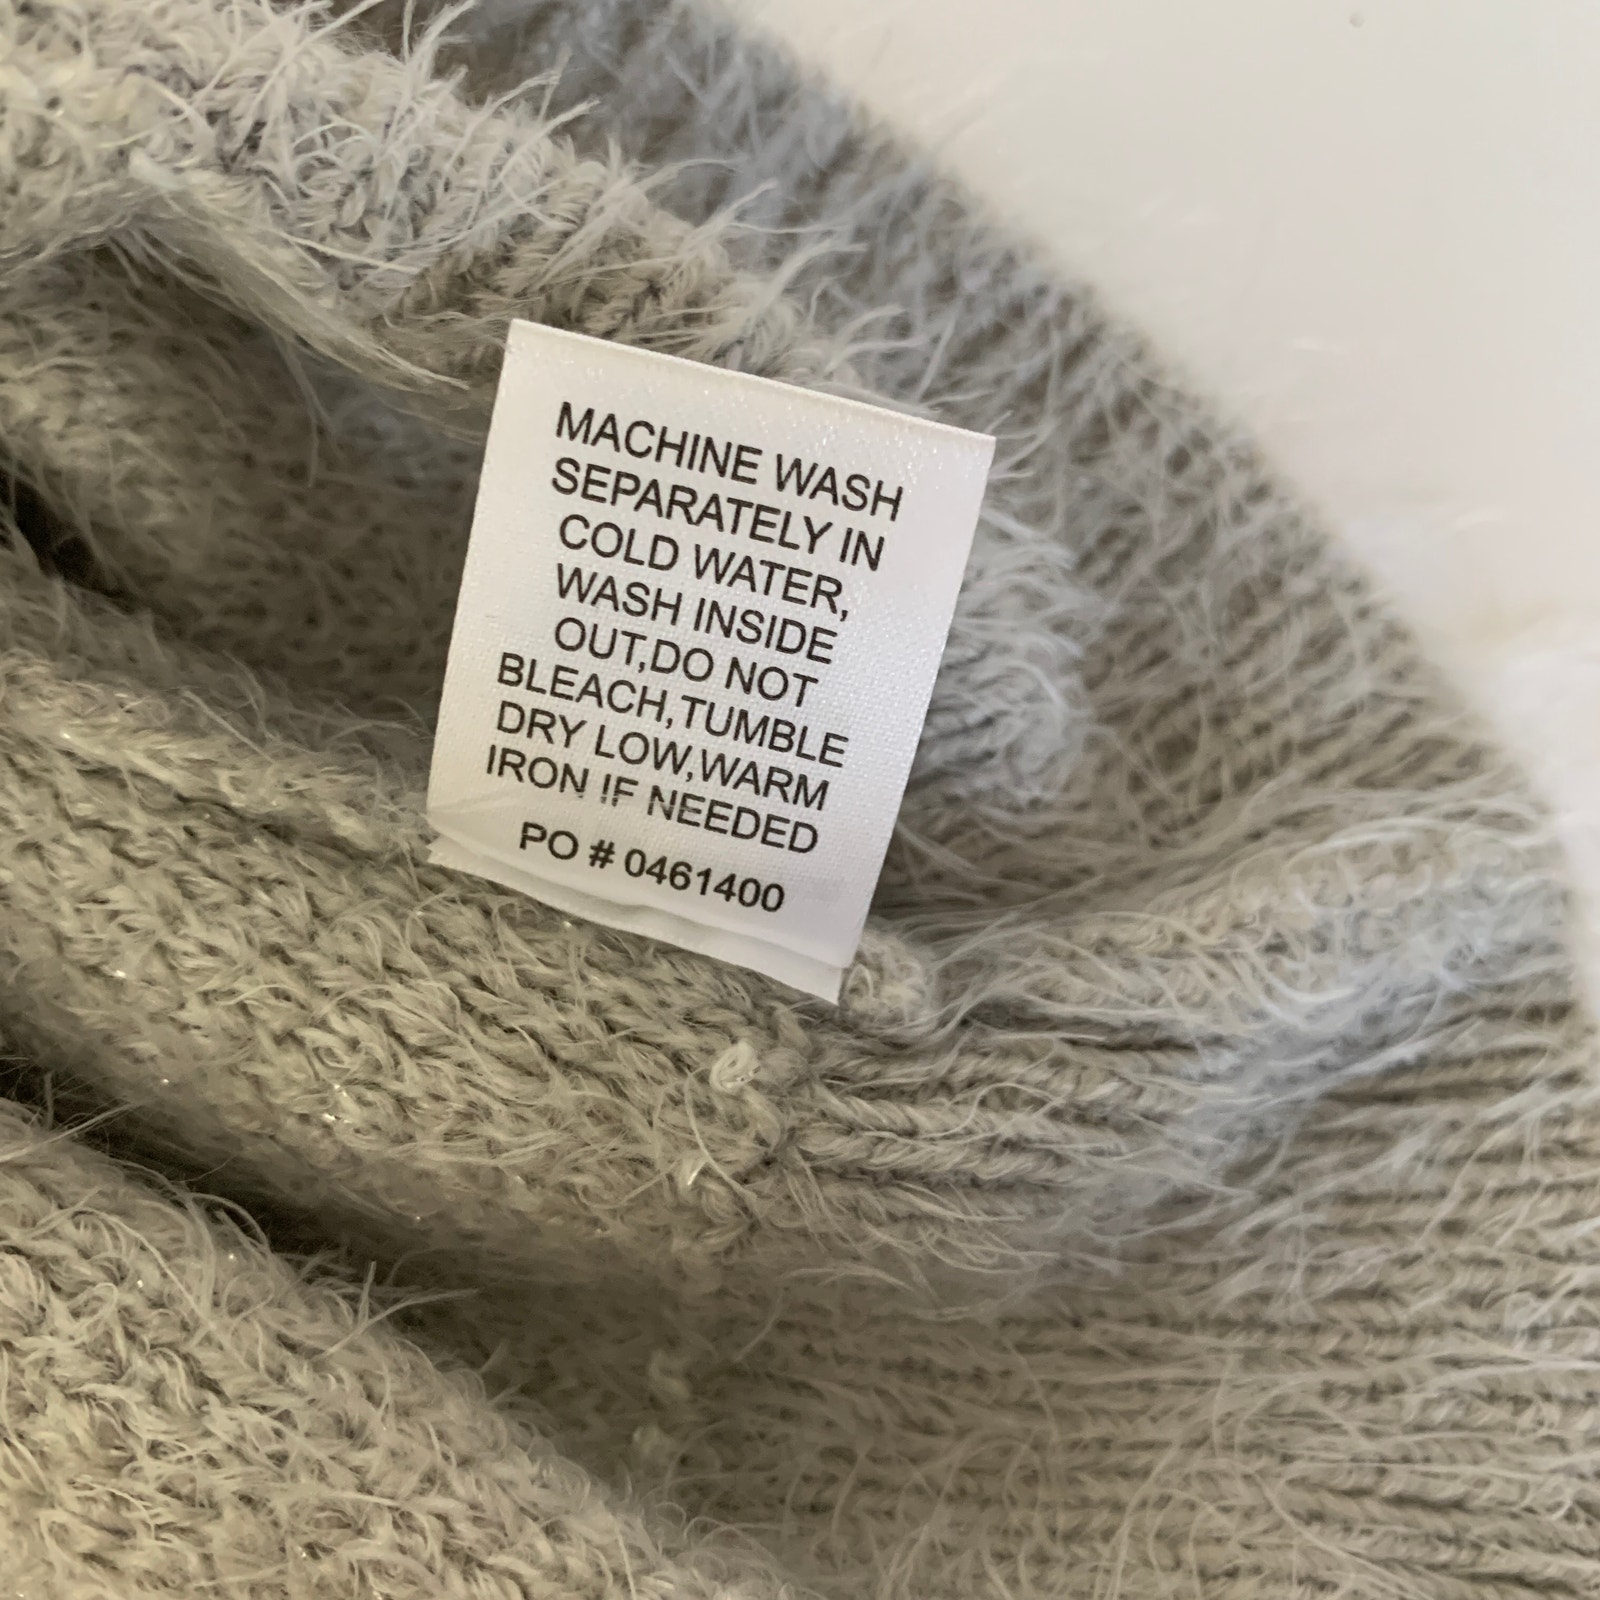 MACHINE WASH
SEPARATELY IN
COLD WATER,
WASH INSIDE
OUT,DO NOT
BLEACH,TUMBLE
DRY LOW,WARM
IRON IF NEEDED
PO # 0461400